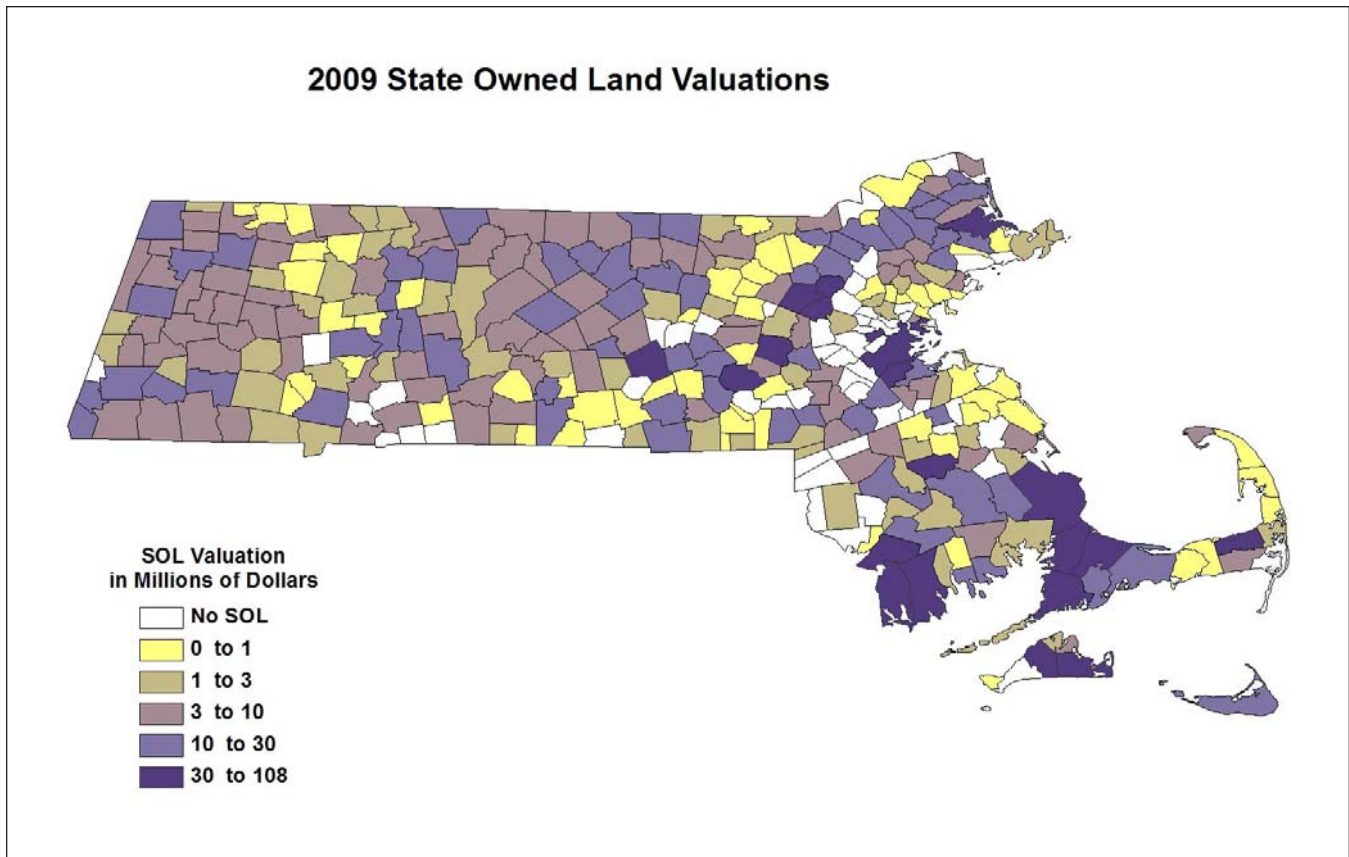 2009 State Owned Land Valuations
SOL Valuation
in Millions of Dollars
No SOL
0 to 1
1 to 3
3 to 10
10 to 30
30 to 108